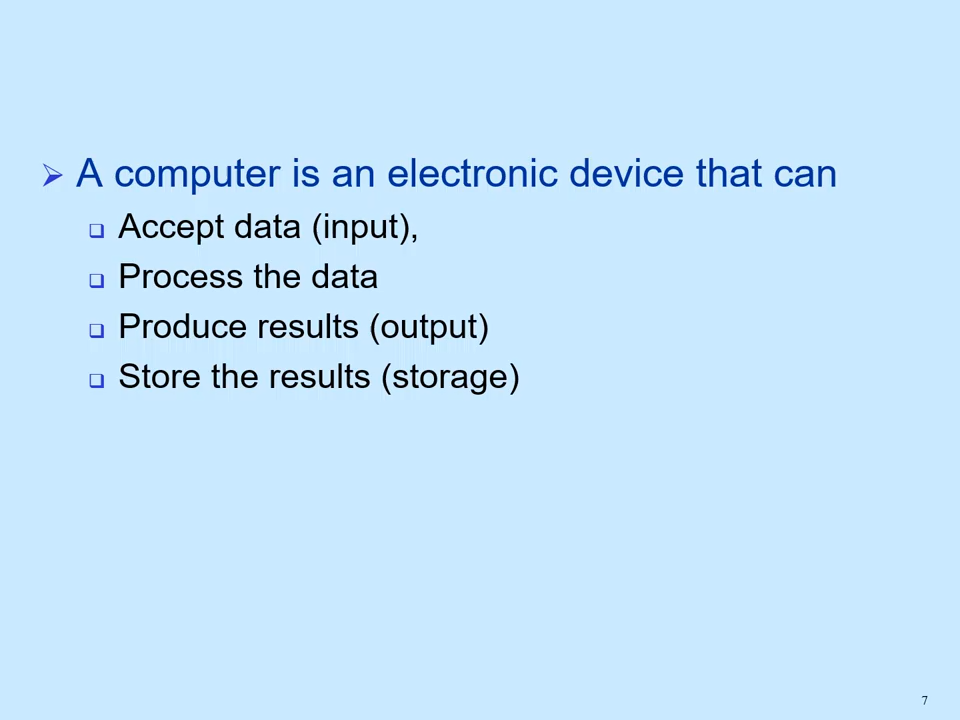 A computer is an electronic device that can
Accept data (input),
Process the data
Produce results (output)
Store the results (storage)
7